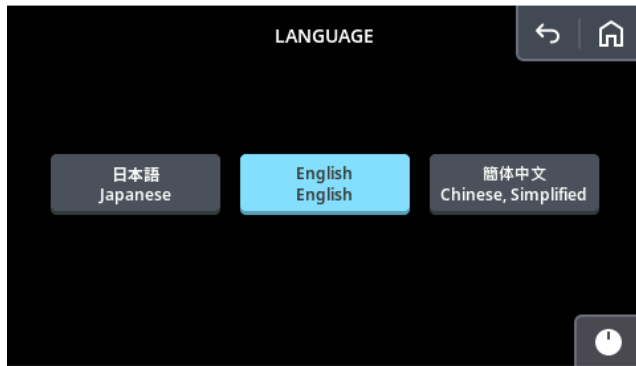 LANGUAGE
日本語
Japanese
English
English
簡体中文
Chinese, Simplified